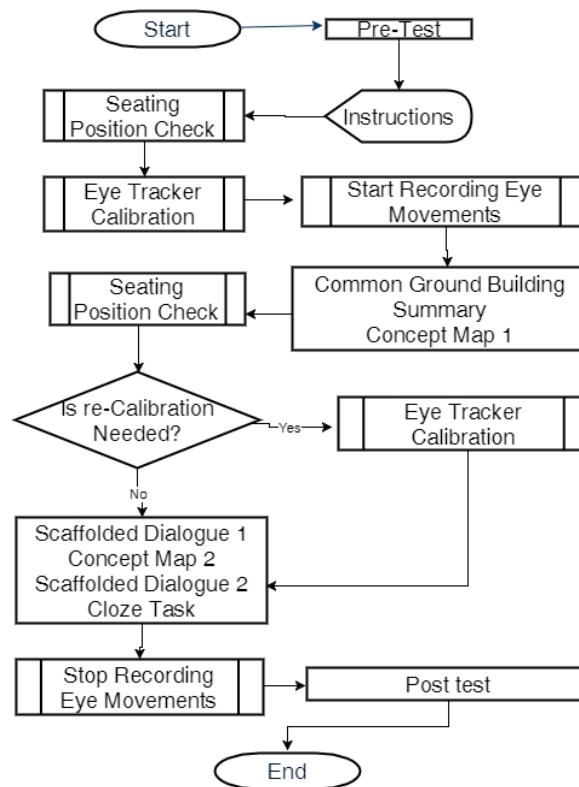 Start
Pre-Test
Instructions
Seating
Position Check
Eye Tracker
Calibration
Start Recording Eye
Movements
Common Ground Building
Summary
Concept Map 1
Seating
Position Check
Is re-Calibration
Needed?
Yes
Eye Tracker
Calibration
No
Scaffolded Dialogue 1
Concept Map 2
Scaffolded Dialogue 2
Cloze Task
Stop Recording
Eye Movements
Post test
End